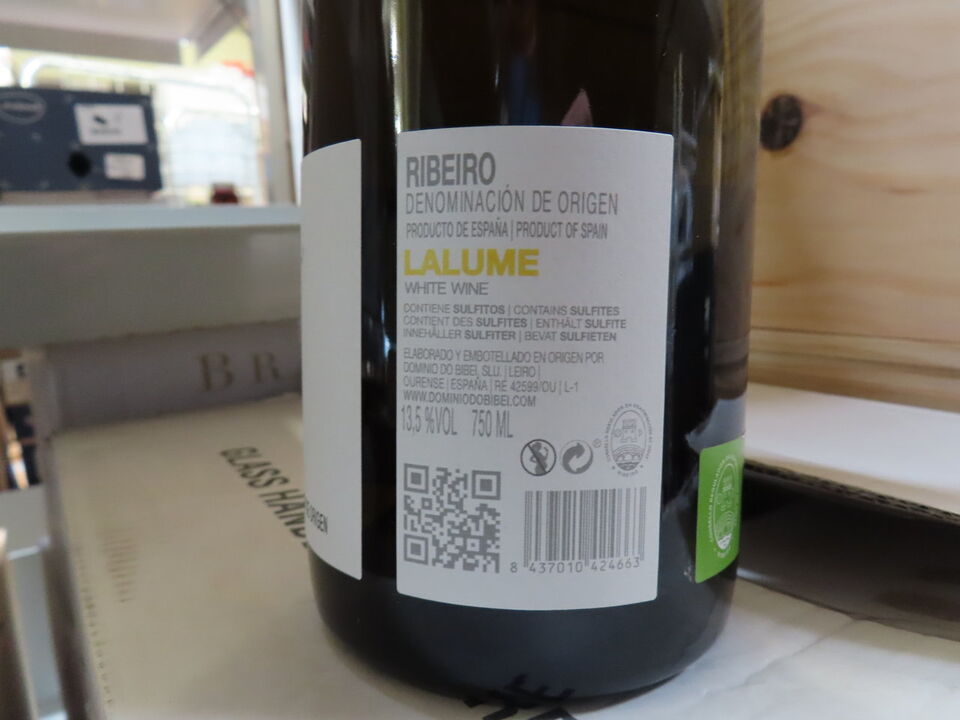 RIBEIRO
DENOMINACIÓN DE ORIGEN
PRODUCTO DE ESPAÑA | PRODUCT OF SPAIN
LALUME
WHITE WINE
CONTIENE SULFITOS | CONTAINS SULFITES
CONTIENT DES SULFITES | ENTHÄLT SULFITE
INNEHÅLLER SULFITER | BEVAT SULFIETEN
ELABORADO Y EMBOTELLADO EN ORIGEN POR
DOMINIO DO BIBEI, SLU. | LEIRO |
OURENSE | ESPAÑA | RE 42599/OU | L-1
WWW.DOMINIODOBIBEI.COM
13,5 %VOL 750 ML
RIBEIRO
8 437010 424663
ORIGEN
BR
GLASS HAND